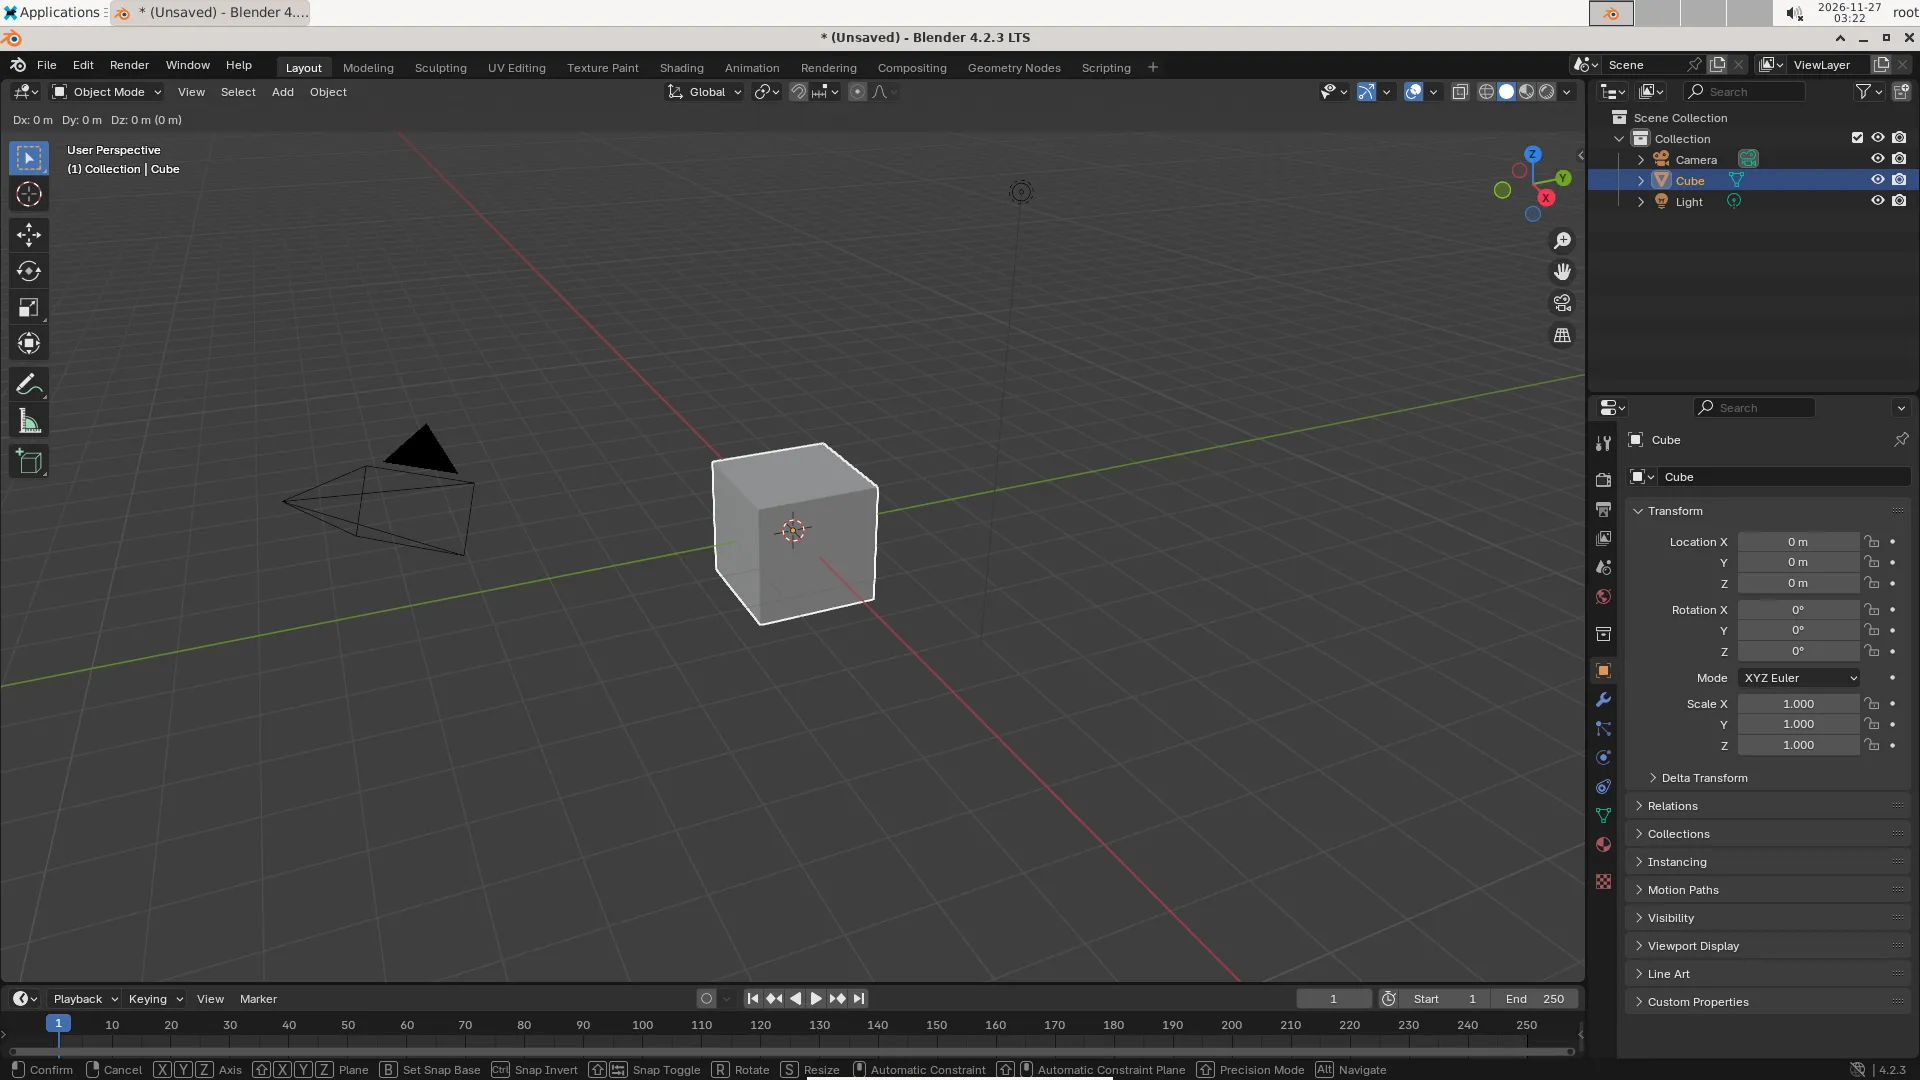 Applications
* (Unsaved) - Blender 4....
2026-11-27
03:22
root
* (Unsaved) - Blender 4.2.3 LTS
File Edit Render Window Help
Layout Modeling Sculpting UV Editing Texture Paint Shading Animation Rendering Compositing Geometry Nodes Scripting +
Scene
ViewLayer
Object Mode View Select Add Object
Global
Search
Dx: 0 m Dy: 0 m Dz: 0 m (0 m)
User Perspective
(1) Collection | Cube
Z
Y
X
Scene Collection
Collection
Camera
Cube
Light
Search
Cube
Cube
Transform
Location X 0 m
Y 0 m
Z 0 m
Rotation X 0°
Y 0°
Z 0°
Mode XYZ Euler
Scale X 1.000
Y 1.000
Z 1.000
Delta Transform
Relations
Collections
Instancing
Motion Paths
Visibility
Viewport Display
Line Art
Custom Properties
Playback Keying View Marker
1
Start 1
End 250
1 10 20 30 40 50 60 70 80 90 100 110 120 130 140 150 160 170 180 190 200 210 220 230 240 250
Confirm Cancel X Y Z Axis X Y Z Plane B Set Snap Base Ctrl Snap Invert Snap Toggle R Rotate S Resize Automatic Constraint Automatic Constraint Plane Precision Mode Alt Navigate
4.2.3